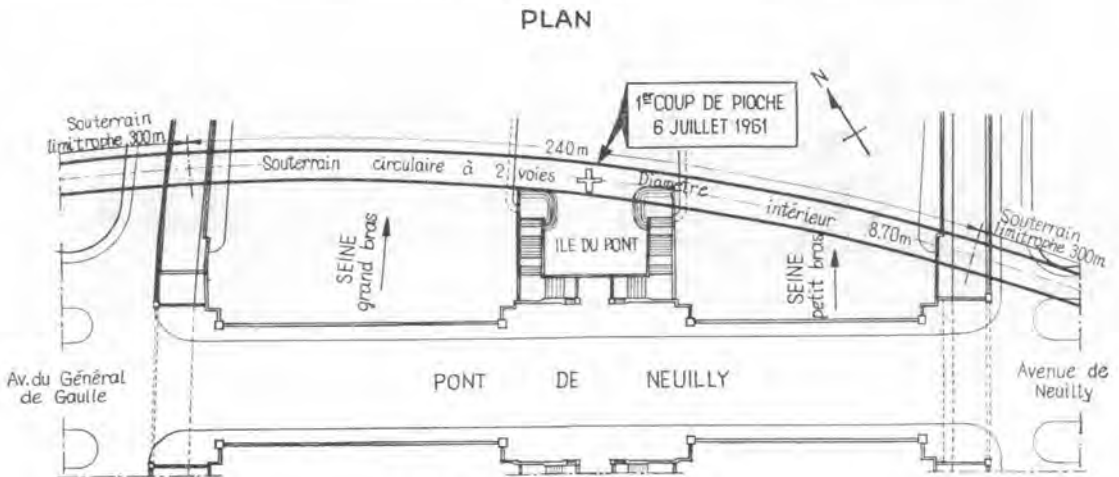 PLAN
N
1er COUP DE PIOCHE
6 JUILLET 1961
Souterrain
limitrophe 300m
240m
Souterrain circulaire à 2 voies Diamètre intérieur 8.70m
Souterrain
limitrophe 300m
ILE DU PONT
SEINE
grand bras
SEINE
petit bras
Av. du Général
de Gaulle
PONT DE NEUILLY
Avenue de
Neuilly